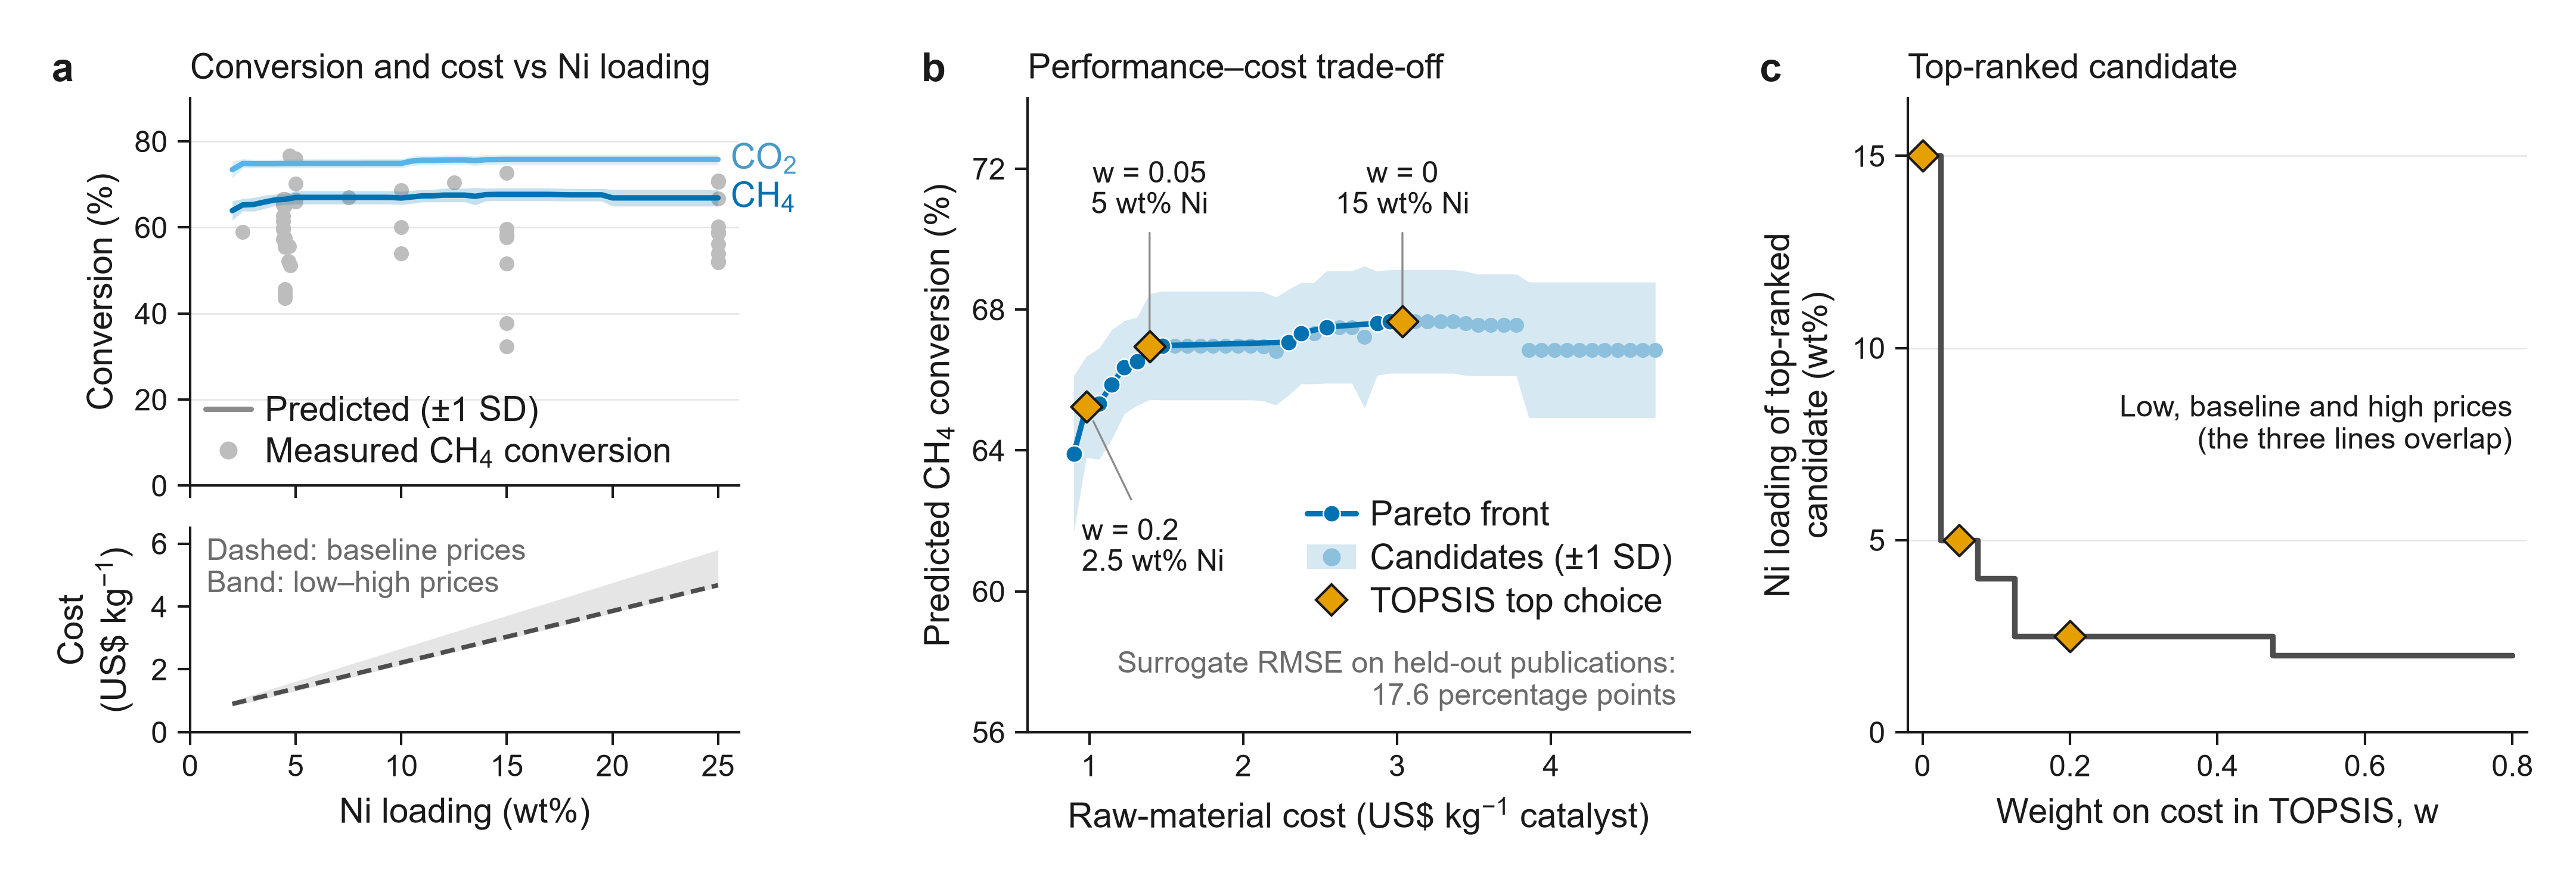 a
Conversion and cost vs Ni loading
Conversion (%)
80
60
40
20
0
CO₂
CH₄
Predicted (±1 SD)
Measured CH₄ conversion
Cost
(US$ kg⁻¹)
6
4
2
0
Dashed: baseline prices
Band: low–high prices
0 5 10 15 20 25
Ni loading (wt%)
b
Performance–cost trade-off
Predicted CH₄ conversion (%)
72
68
64
60
56
w = 0.05
5 wt% Ni
w = 0
15 wt% Ni
w = 0.2
2.5 wt% Ni
Pareto front
Candidates (±1 SD)
TOPSIS top choice
Surrogate RMSE on held-out publications:
17.6 percentage points
1 2 3 4
Raw-material cost (US$ kg⁻¹ catalyst)
c
Top-ranked candidate
Ni loading of top-ranked
candidate (wt%)
15
10
5
0
Low, baseline and high prices
(the three lines overlap)
0 0.2 0.4 0.6 0.8
Weight on cost in TOPSIS, w